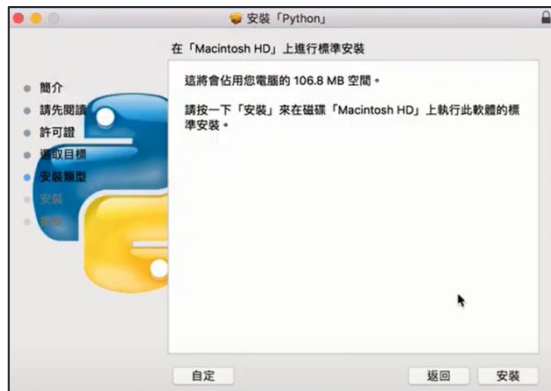 安裝「Python」
在「Macintosh HD」上進行標準安裝
簡介
請先閱讀
許可證
選取目標
安裝類型
安裝
這將會佔用您電腦的 106.8 MB 空間。
請按一下「安裝」來在磁碟「Macintosh HD」上執行此軟體的標
準安裝。
自定
返回
安裝